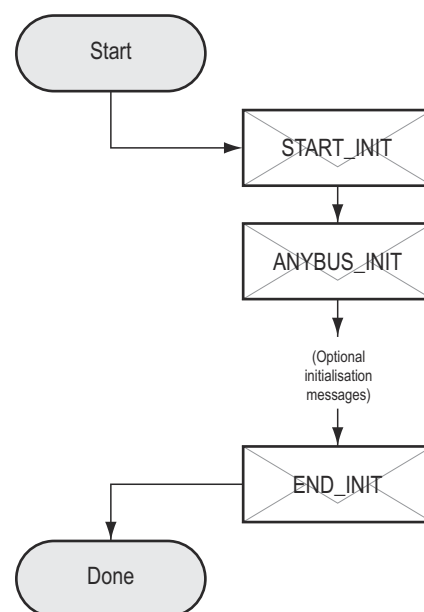 Start
START_INIT
ANYBUS_INIT
(Optional
initialisation
messages)
END_INIT
Done